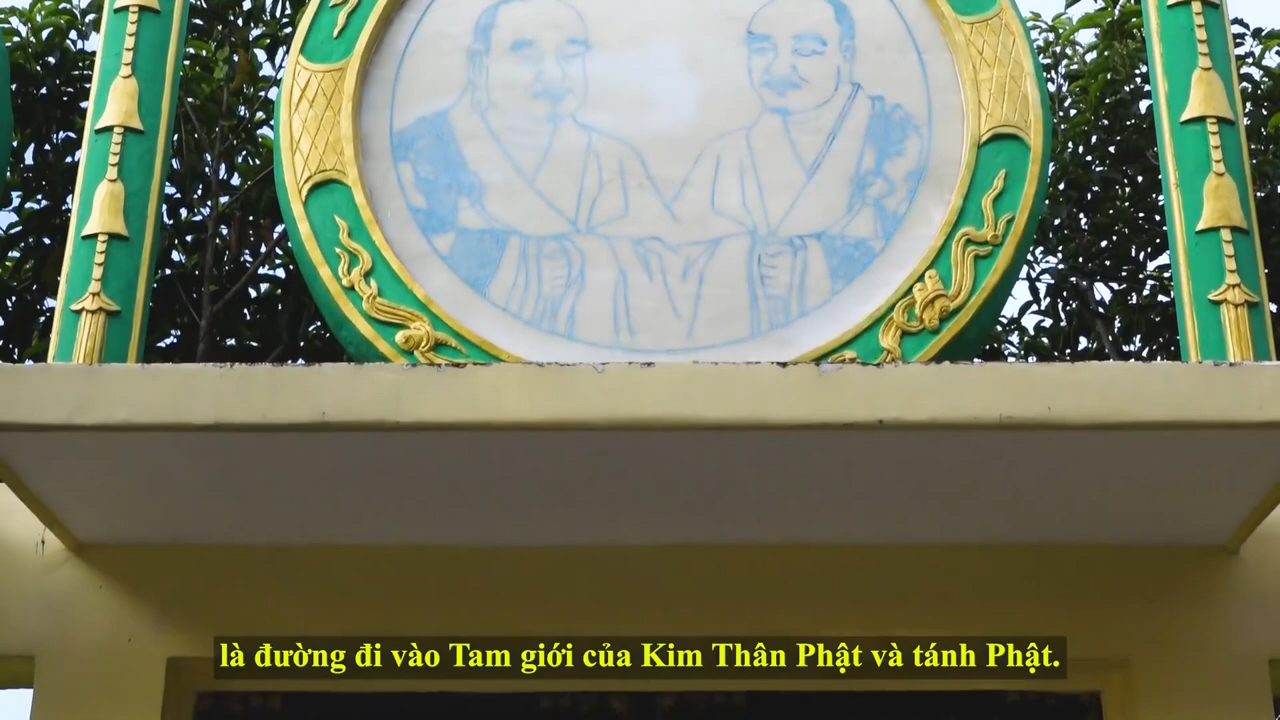 là đường đi vào Tam giới của Kim Thân Phật và tánh Phật.